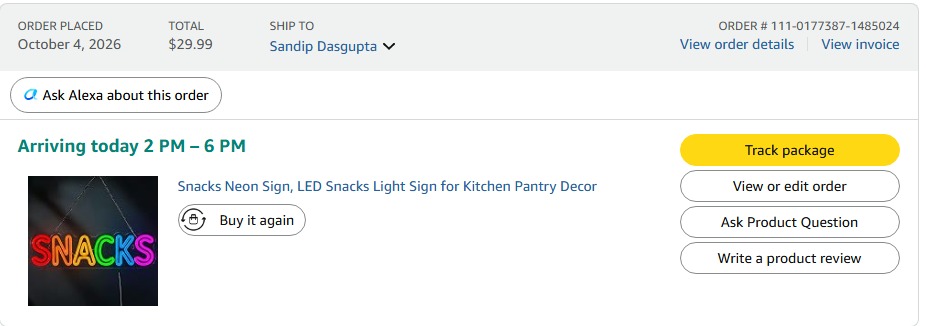 ORDER PLACED
October 4, 2026
TOTAL
$29.99
SHIP TO
Sandip Dasgupta
ORDER # 111-0177387-1485024
View order details
View invoice
Ask Alexa about this order
Arriving today 2 PM – 6 PM
SNACKS
Snacks Neon Sign, LED Snacks Light Sign for Kitchen Pantry Decor
Buy it again
Track package
View or edit order
Ask Product Question
Write a product review